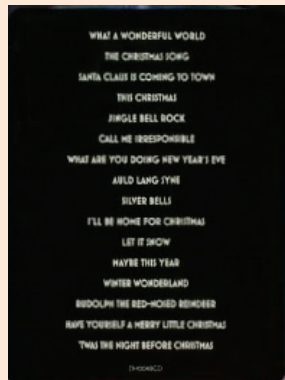 WHAT A WONDERFUL WORLD
THE CHRISTMAS SONG
SANTA CLAUS IS COMING TO TOWN
THIS CHRISTMAS
JINGLE BELL ROCK
CALL ME IRRESPONSIBLE
WHAT ARE YOU DOING NEW YEAR'S EVE
AULD LANG SYNE
SILVER BELLS
I'LL BE HOME FOR CHRISTMAS
LET IT SNOW
MAYBE THIS YEAR
WINTER WONDERLAND
RUDOLPH THE RED-NOSED REINDEER
HAVE YOURSELF A MERRY LITTLE CHRISTMAS
'TWAS THE NIGHT BEFORE CHRISTMAS